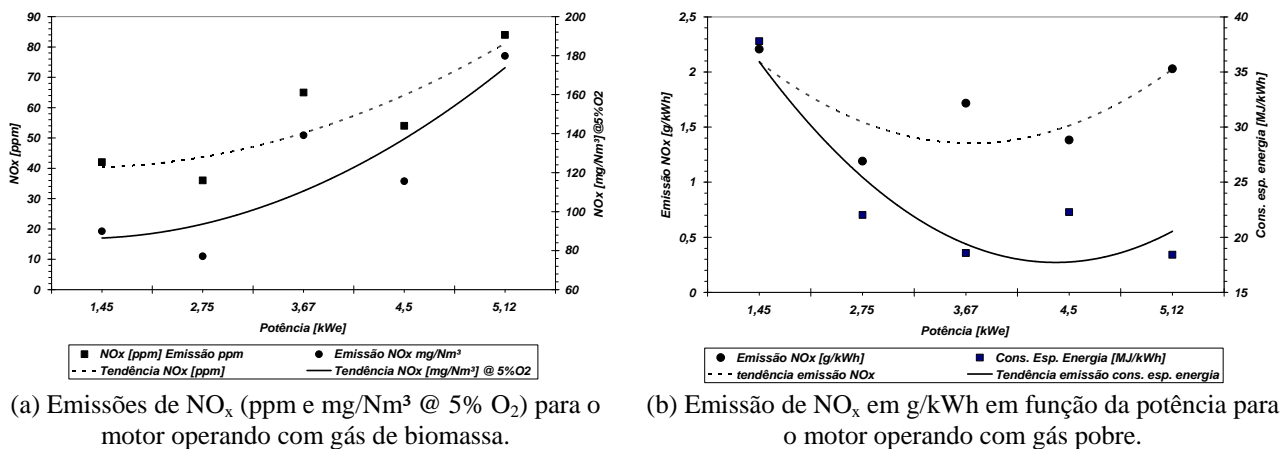 90
80
70
60
50
40
30
20
10
0
NOx [ppm]
200
180
160
140
120
100
80
60
NOx [mg/Nm³]@5%O2
1,45 2,75 3,67 4,5 5,12
Potência [kWe]
NOx [ppm] Emissão ppm Emissão NOx mg/Nm³
Tendência NOx [ppm] Tendência NOx [mg/Nm³] @ 5%O2
(a) Emissões de NOx (ppm e mg/Nm³ @ 5% O2) para o
motor operando com gás de biomassa.
2,5
2
1,5
1
0,5
0
Emissão NOx [g/kWh]
40
35
30
25
20
15
Cons. esp. energia [MJ/kWh]
1,45 2,75 3,67 4,5 5,12
Potência [kWe]
Emissão NOx [g/kWh] Cons. Esp. Energia [MJ/kWh]
tendência emissão NOx Tendência emissão cons. esp. energia
(b) Emissão de NOx em g/kWh em função da potência para
o motor operando com gás pobre.